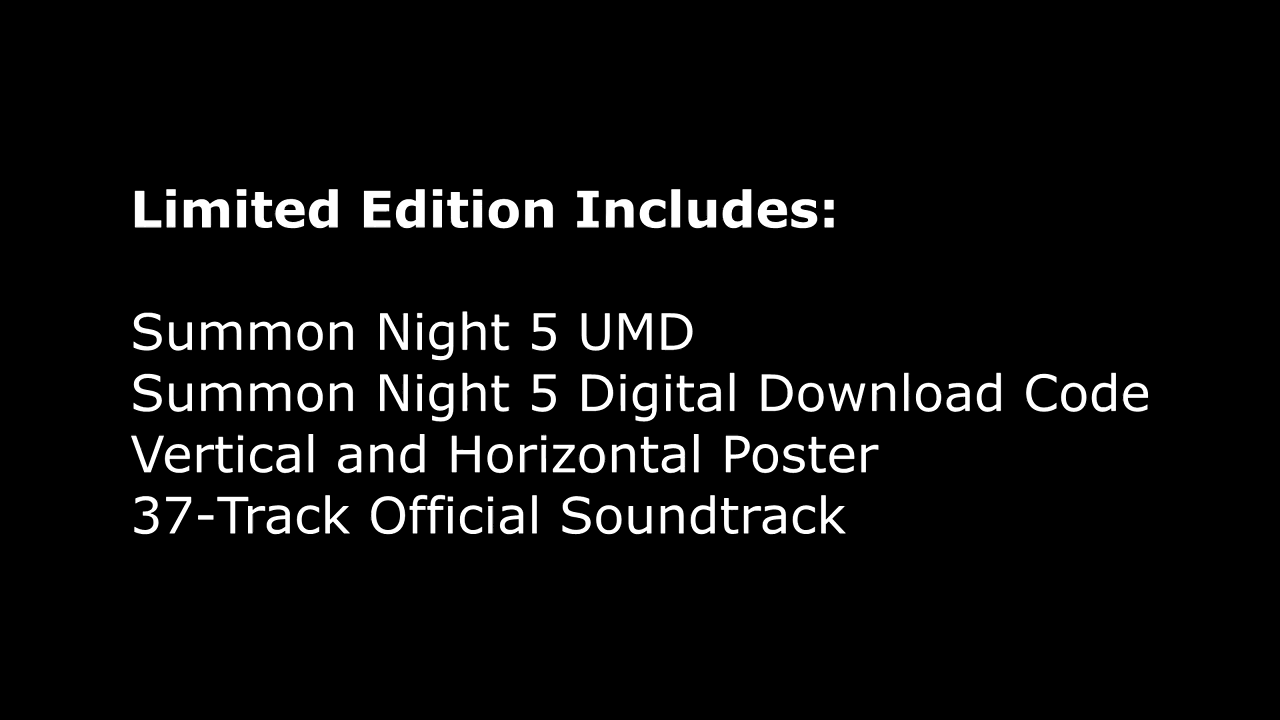 Limited Edition Includes:
Summon Night 5 UMD
Summon Night 5 Digital Download Code
Vertical and Horizontal Poster
37-Track Official Soundtrack